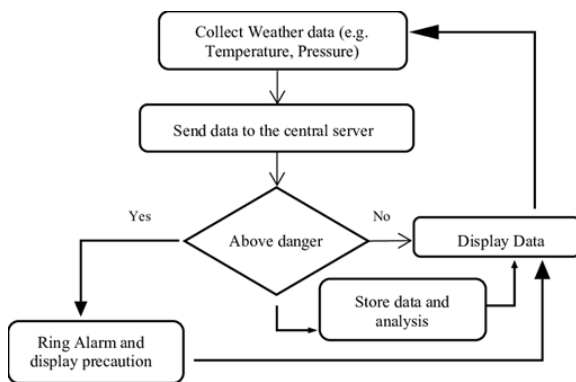 Collect Weather data (e.g.
Temperature, Pressure)
Send data to the central server
Yes
No
Above danger
Display Data
Store data and
analysis
Ring Alarm and
display precaution